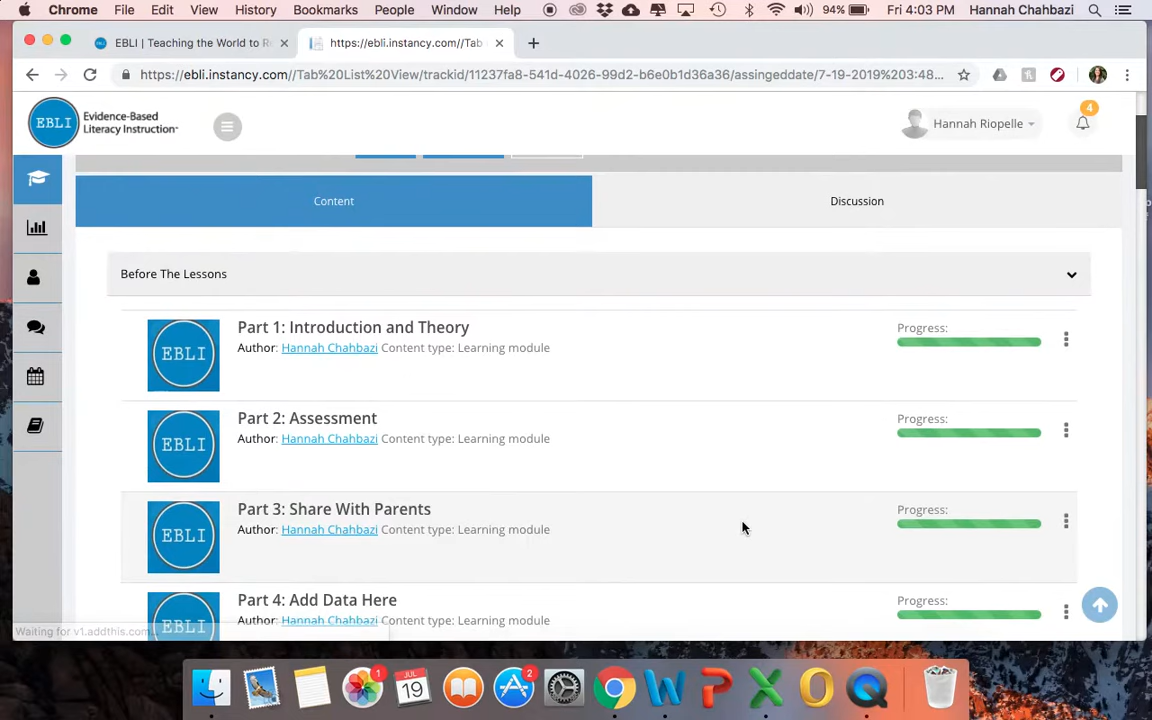 Chrome File Edit View History Bookmarks People Window Help 94% Fri 4:03 PM Hannah Chahbazi
EBLI | Teaching the World to R
https://ebli.instancy.com//Tab
https://ebli.instancy.com//Tab%20List%20View/trackid/11237fa8-541d-4026-99d2-b6e0b1d36a36/assingeddate/7-19-2019%203:48...
EBLI
Evidence-Based
Literacy Instruction
Hannah Riopelle
4
Content
Discussion
Before The Lessons
EBLI
Part 1: Introduction and Theory
Author: Hannah Chahbazi Content type: Learning module
Progress:
EBLI
Part 2: Assessment
Author: Hannah Chahbazi Content type: Learning module
Progress:
EBLI
Part 3: Share With Parents
Author: Hannah Chahbazi Content type: Learning module
Progress:
EBLI
Part 4: Add Data Here
Author: Hannah Chahbazi Content type: Learning module
Progress:
Waiting for v1.addthis.com...
1
JUL
19
2
W
P
X
O